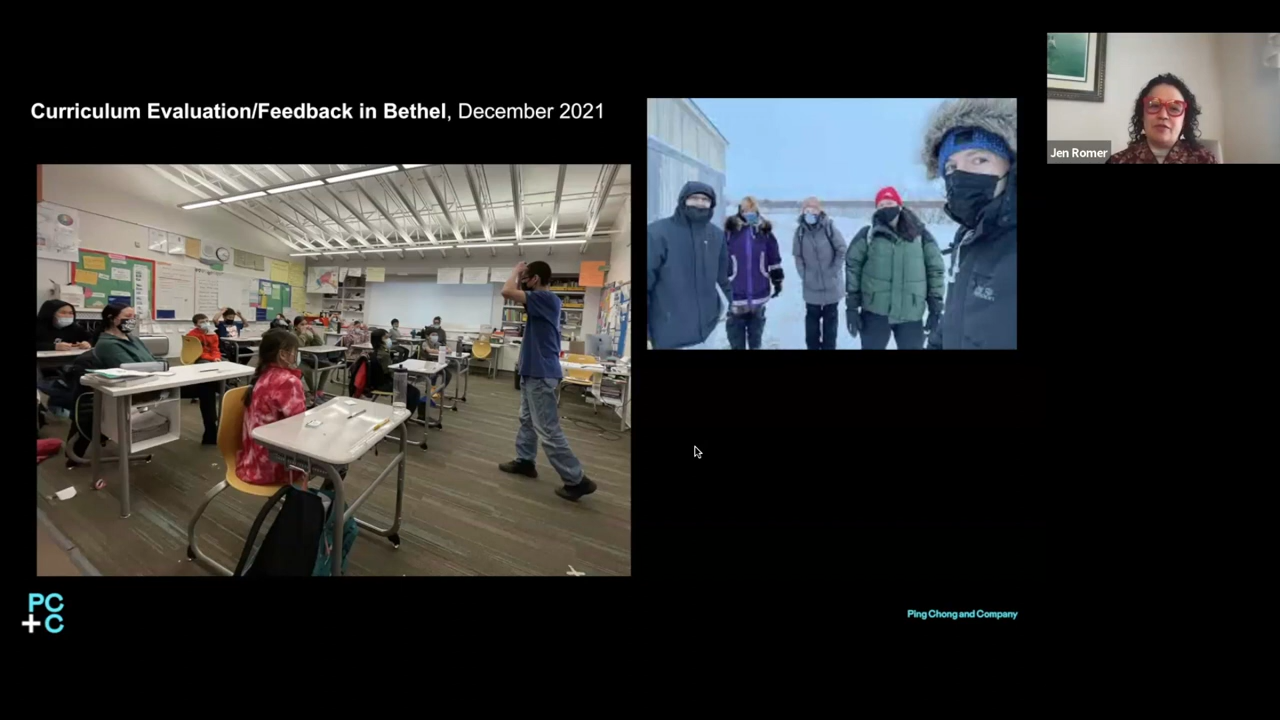 Curriculum Evaluation/Feedback in Bethel, December 2021
Jen Romer
PC
+C
Ping Chong and Company